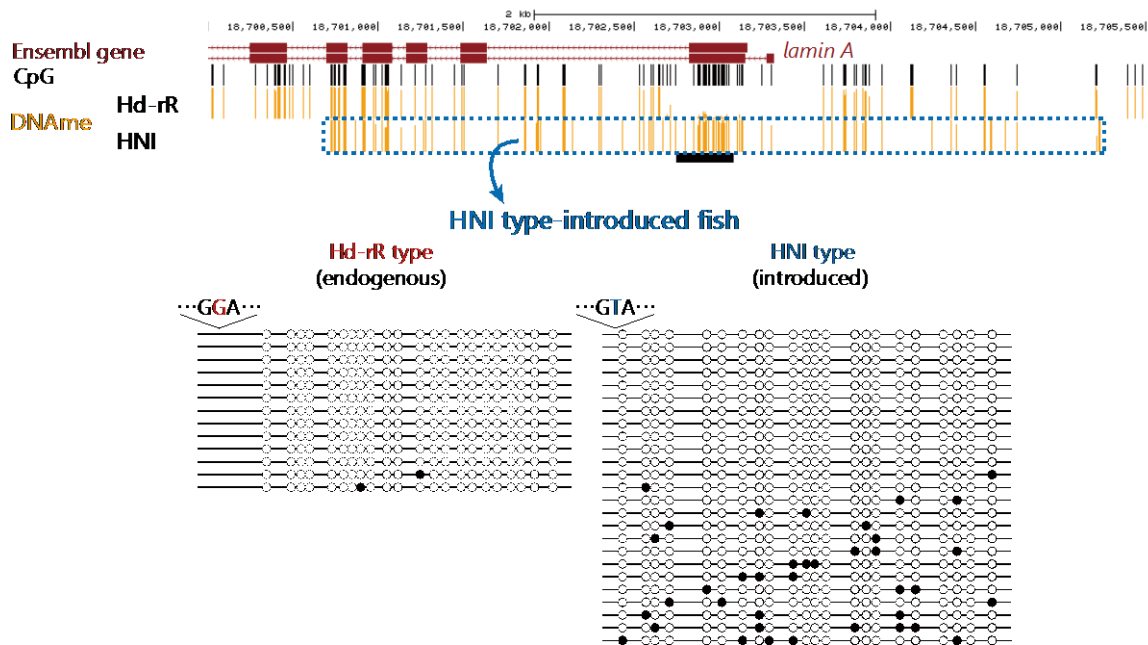 2 kb
18,700,500 18,701,000 18,701,500 18,702,000 18,702,500 18,703,000 18,703,500 18,704,000 18,704,500 18,705,000 18,705,500
Ensembl gene lamin A
CpG
DNAme Hd-rR
HNI
HNI type-introduced fish
Hd-rR type HNI type
(endogenous) (introduced)
···GGA··· ···GTA···